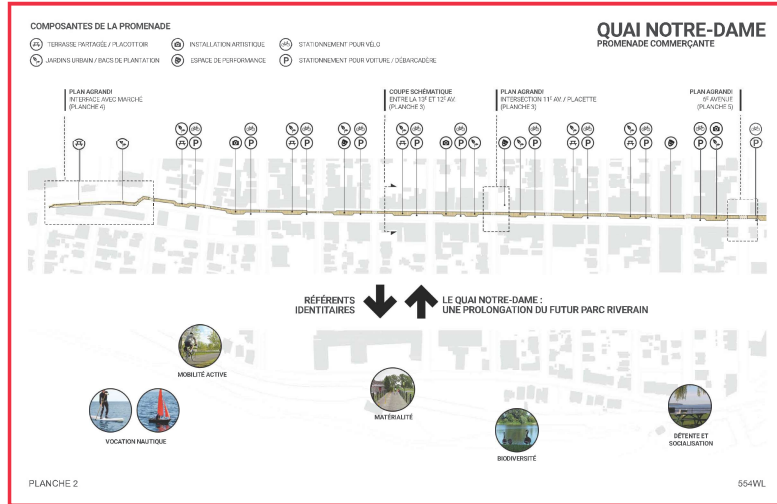 COMPOSANTES DE LA PROMENADE
TERRASSE PARTAGÉE / PLACOTTOIR
INSTALLATION ARTISTIQUE
STATIONNEMENT POUR VÉLO
JARDINS URBAIN / BACS DE PLANTATION
ESPACE DE PERFORMANCE
P
STATIONNEMENT POUR VOITURE / DÉBARCADÈRE
QUAI NOTRE-DAME
PROMENADE COMMERÇANTE
PLAN AGRANDI
INTERFACE AVEC MARCHÉ
(PLANCHE 4)
COUPE SCHÉMATIQUE
ENTRE LA 13E ET 12E AV.
(PLANCHE 3)
PLAN AGRANDI
INTERSECTION 11E AV. / PLACETTE
(PLANCHE 3)
PLAN AGRANDI
6E AVENUE
(PLANCHE 5)
P P P P P P P P P P P P
RÉFÉRENTS
IDENTITAIRES
LE QUAI NOTRE-DAME :
UNE PROLONGATION DU FUTUR PARC RIVERAIN
MOBILITÉ ACTIVE
VOCATION NAUTIQUE
MATÉRIALITÉ
BIODIVERSITÉ
DÉTENTE ET
SOCIALISATION
PLANCHE 2
554WL